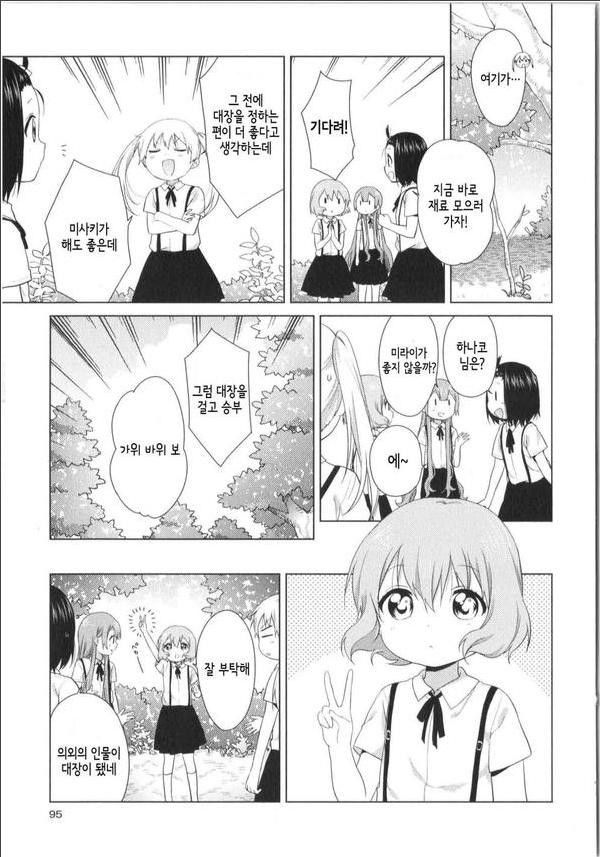 여기가…
지금 바로
재료 모으러
가자!
기다려!
그 전에
대장을 정하는
편이 더 좋다고
생각하는데
미사키가
해도 좋은데
하나코
님은?
미라이가
좋지 않을까?
에~
그럼 대장을
걸고 승부
가위 바위 보
잘 부탁해
의외의 인물이
대장이 됐네
95